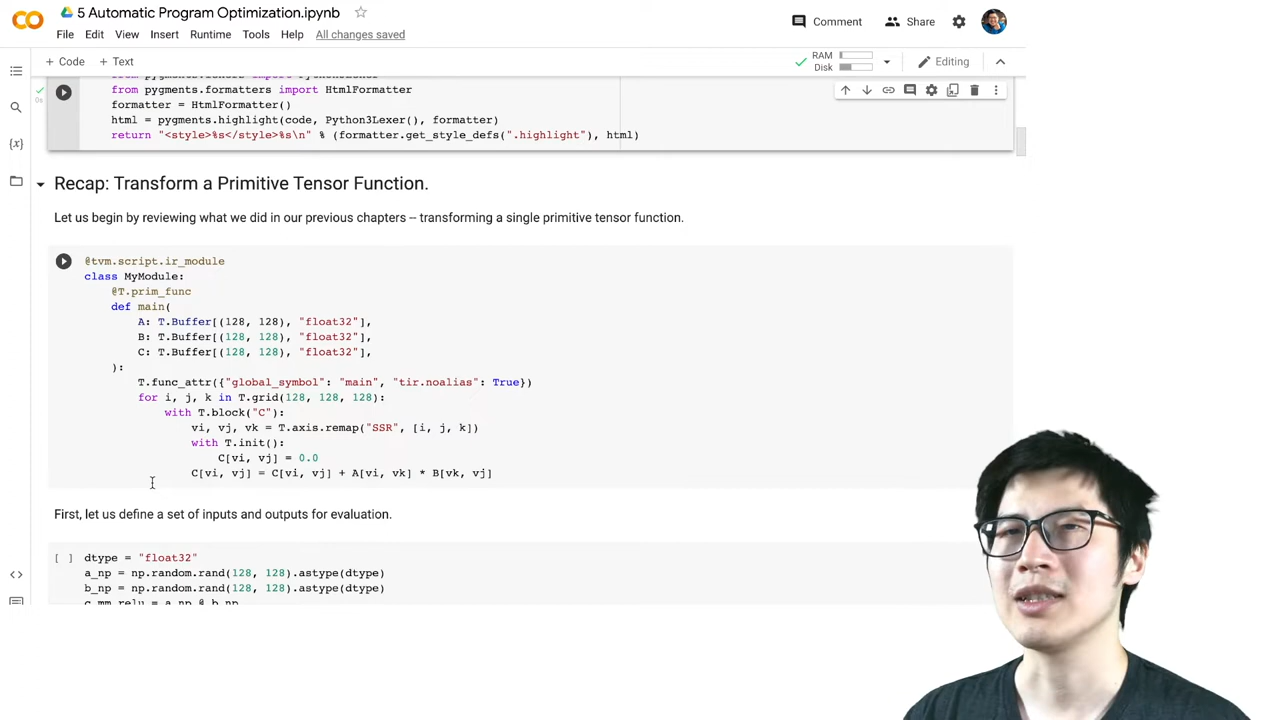 5 Automatic Program Optimization.ipynb
File Edit View Insert Runtime Tools Help All changes saved
Comment Share
+ Code + Text
RAM
Disk
Editing
from pygments.formatters import HtmlFormatter
formatter = HtmlFormatter()
html = pygments.highlight(code, Python3Lexer(), formatter)
return "<style>%s</style>%s\n" % (formatter.get_style_defs(".highlight"), html)
0s
{x}
Recap: Transform a Primitive Tensor Function.
Let us begin by reviewing what we did in our previous chapters -- transforming a single primitive tensor function.
@tvm.script.ir_module
class MyModule:
@T.prim_func
def main(
A: T.Buffer[(128, 128), "float32"],
B: T.Buffer[(128, 128), "float32"],
C: T.Buffer[(128, 128), "float32"],
):
T.func_attr({"global_symbol": "main", "tir.noalias": True})
for i, j, k in T.grid(128, 128, 128):
with T.block("C"):
vi, vj, vk = T.axis.remap("SSR", [i, j, k])
with T.init():
C[vi, vj] = 0.0
C[vi, vj] = C[vi, vj] + A[vi, vk] * B[vk, vj]
First, let us define a set of inputs and outputs for evaluation.
[ ] dtype = "float32"
a_np = np.random.rand(128, 128).astype(dtype)
b_np = np.random.rand(128, 128).astype(dtype)
c_mm_relu = a_np @ b_np